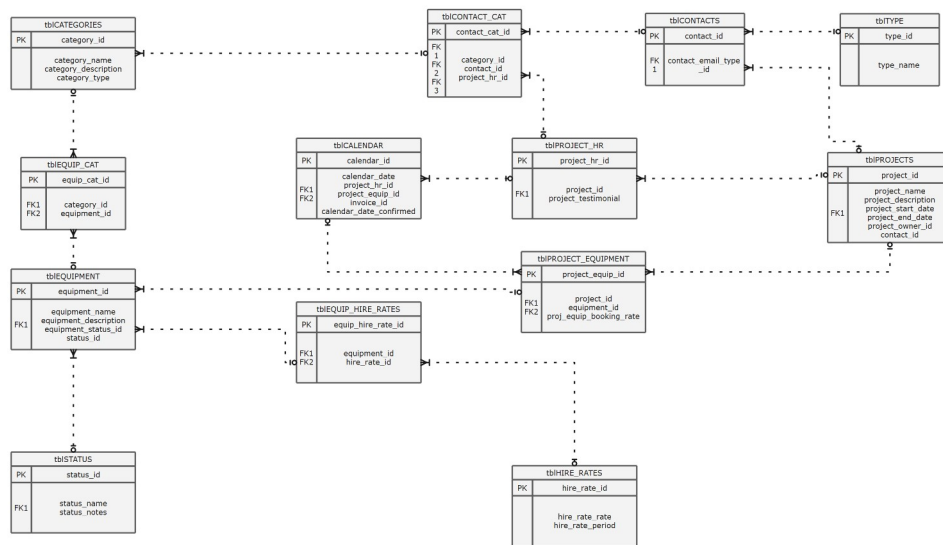 tblCATEGORIES
PK category_id
category_name
category_description
category_type
tblCONTACT_CAT
PK contact_cat_id
FK
1
FK
2
FK
3
category_id
contact_id
project_hr_id
tblCONTACTS
PK contact_id
FK
1
contact_email_type
_id
tblTYPE
PK type_id
type_name
tblEQUIP_CAT
PK equip_cat_id
FK1 category_id
FK2 equipment_id
tblCALENDAR
PK calendar_id
calendar_date
FK1 project_hr_id
FK2 project_equip_id
invoice_id
calendar_date_confirmed
tblPROJECT_HR
PK project_hr_id
FK1 project_id
project_testimonial
tblPROJECTS
PK project_id
project_name
project_description
FK1 project_start_date
project_end_date
project_owner_id
contact_id
tblEQUIPMENT
PK equipment_id
equipment_name
FK1 equipment_description
equipment_status_id
status_id
tblPROJECT_EQUIPMENT
PK project_equip_id
FK1 project_id
FK2 equipment_id
proj_equip_booking_rate
tblEQUIP_HIRE_RATES
PK equip_hire_rate_id
FK1 equipment_id
FK2 hire_rate_id
tblSTATUS
PK status_id
FK1 status_name
status_notes
tblHIRE_RATES
PK hire_rate_id
hire_rate_rate
hire_rate_period